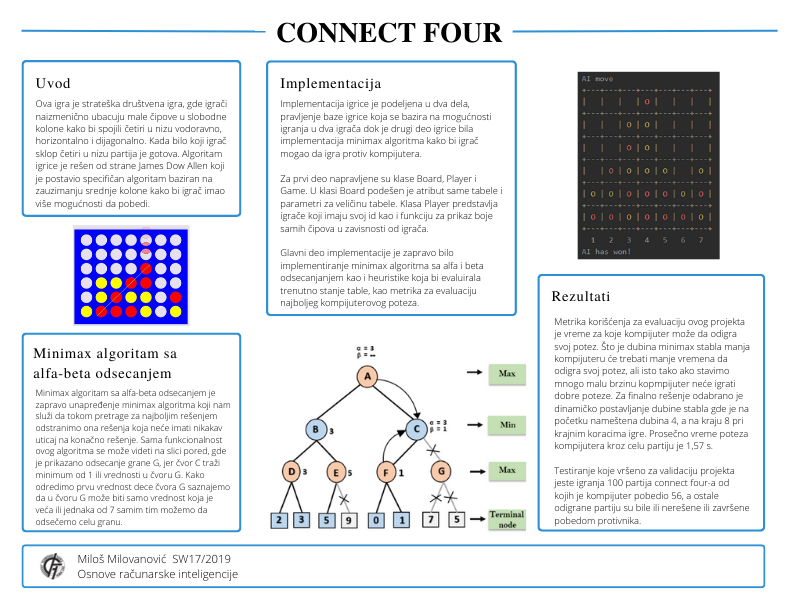 CONNECT FOUR
Uvod
Ova igra je strateška društvena igra, gde igrači
naizmenično ubacuju male čipove u slobodne
kolone kako bi spojili četiri u nizu vodoravno,
horizontalno i dijagonalno. Kada bilo koji igrač
sklop četiri u nizu partija je gotova. Algoritam
igrice je rešen od strane James Dow Allen koji
je postavio specifičan algoritam baziran na
zauzimanju srednje kolone kako bi igrač imao
više mogućnosti da pobedi.
Minimax algoritam sa
alfa-beta odsecanjem
Minimax algoritam sa alfa-beta odsecanjem je
zapravo unapređenje minimax algoritma koji nam
služi da tokom pretrage za najboljim rešenjem
odstranimo ona rešenja koja neće imati nikakav
uticaj na konačno rešenje. Sama funkcionalnost
ovog algoritma se može videti na slici pored, gde
je prikazano odsecanje grane G, jer čvor C traži
minimum od 1 ili vrednosti u čvoru G. Kako
odredimo prvu vrednost dece čvora G saznajemo
da u čvoru G može biti samo vrednost koja je
veća ili jednaka od 7 samim tim možemo da
odsečemo celu granu.
Implementacija
Implementacija igrice je podeljena u dva dela,
pravljenje baze igrice koja se bazira na mogućnosti
igranja u dva igrača dok je drugi deo igrice bila
implementacija minimax algoritma kako bi igrač
mogao da igra protiv kompijutera.
Za prvi deo napravljene su klase Board, Player i
Game. U klasi Board podešen je atribut same tabele i
parametri za veličinu tabele. Klasa Player predstavlja
igrače koji imaju svoj id kao i funkciju za prikaz boje
samih čipova u zavisnosti od igrača.
Glavni deo implementacije je zapravo bilo
implementiranje minimax algoritma sa alfa i beta
odsecanjanjem kao i heuristike koja bi evaluirala
trenutno stanje table, kao metrika za evaluaciju
najboljeg kompijuterovog poteza.
α = 3
β = ∞
A
Max
B 3
C
α = 3
β = 1
Min
D 3
E 5
F 1
G
Max
2 3 5 9 0 1 7 5
Terminal
node
AI move
+---+---+---+---+---+---+---+
| | | | o | | | |
+---+---+---+---+---+---+---+
| | | o | o | | | |
+---+---+---+---+---+---+---+
| | | o | o | | | |
+---+---+---+---+---+---+---+
| | o | o | o | o | o | |
+---+---+---+---+---+---+---+
| o | o | o | o | o | o | o |
+---+---+---+---+---+---+---+
| o | o | o | o | o | o | o |
+---+---+---+---+---+---+---+
1 2 3 4 5 6 7
AI has won!
Rezultati
Metrika korišćenja za evaluaciju ovog projekta
je vreme za koje kompijuter može da odigra
svoj potez. Što je dubina minimax stabla manja
kompjuteru će trebati manje vremena da
odigra svoj potez, ali isto tako ako stavimo
mnogo malu brzinu kopmpijuter neće igrati
dobre poteze. Za finalno rešenje odabrano je
dinamičko postavljanje dubine stabla gde je na
početku nameštena dubina 4, a na kraju 8 pri
krajnim koracima igre. Prosečno vreme poteza
kompijutera kroz celu partiju je 1,57 s.
Testiranje koje vršeno za validaciju projekta
jeste igranja 100 partija connect four-a od
kojih je kompijuter pobedio 56, a ostale
odigrane partiju su bile ili nerešene ili završene
pobedom protivnika.
Miloš Milovanović SW17/2019
Osnove računarske inteligencije